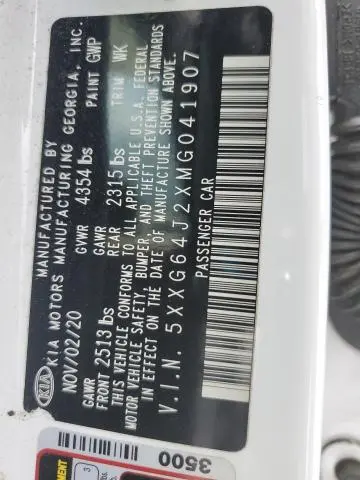 MANUFACTURED BY
KIA KIA MOTORS MANUFACTURING GEORGIA, INC.
NOV/02/20 GVWR 4354 lbs PAINT GWP
GAWR FRONT 2513 lbs GAWR REAR 2315 lbs TRIM WK
THIS VEHICLE CONFORMS TO ALL APPLICABLE U.S.A. FEDERAL
MOTOR VEHICLE SAFETY, BUMPER, AND THEFT PREVENTION STANDARDS
IN EFFECT ON THE DATE OF MANUFACTURE SHOWN ABOVE.
V.I.N. 5XXG64J2XMG041907
PASSENGER CAR
3500